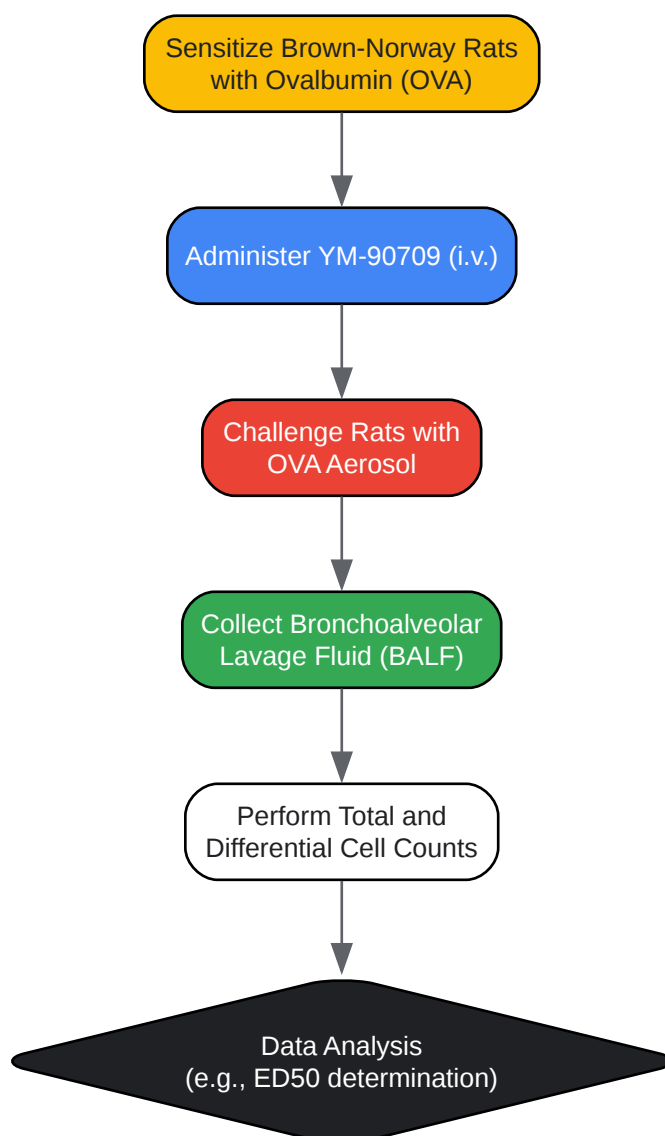 Sensitize Brown-Norway Rats
with Ovalbumin (OVA)
Administer YM-90709 (i.v.)
Challenge Rats with
OVA Aerosol
Collect Bronchoalveolar
Lavage Fluid (BALF)
Perform Total and
Differential Cell Counts
Data Analysis
(e.g., ED50 determination)